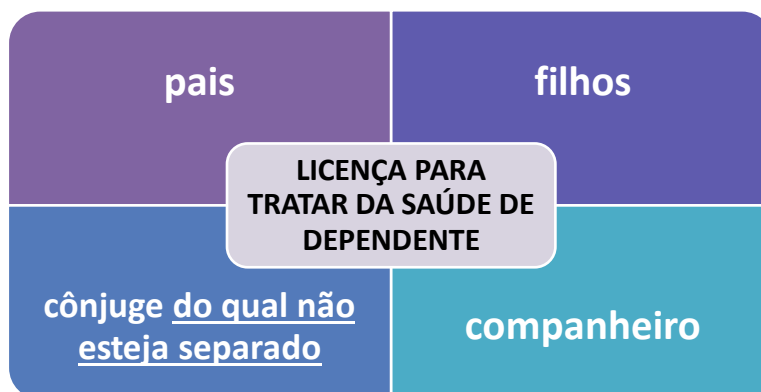 pais
filhos
LICENÇA PARA
TRATAR DA SAÚDE DE
DEPENDENTE
cônjuge do qual não
esteja separado
companheiro